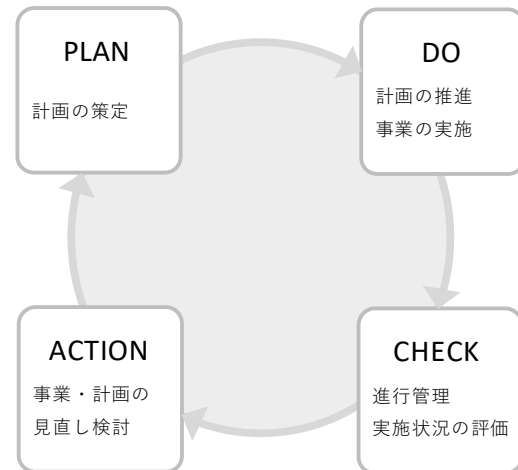 PLAN
計画の策定
DO
計画の推進
事業の実施
ACTION
事業・計画の
見直し検討
CHECK
進行管理
実施状況の評価